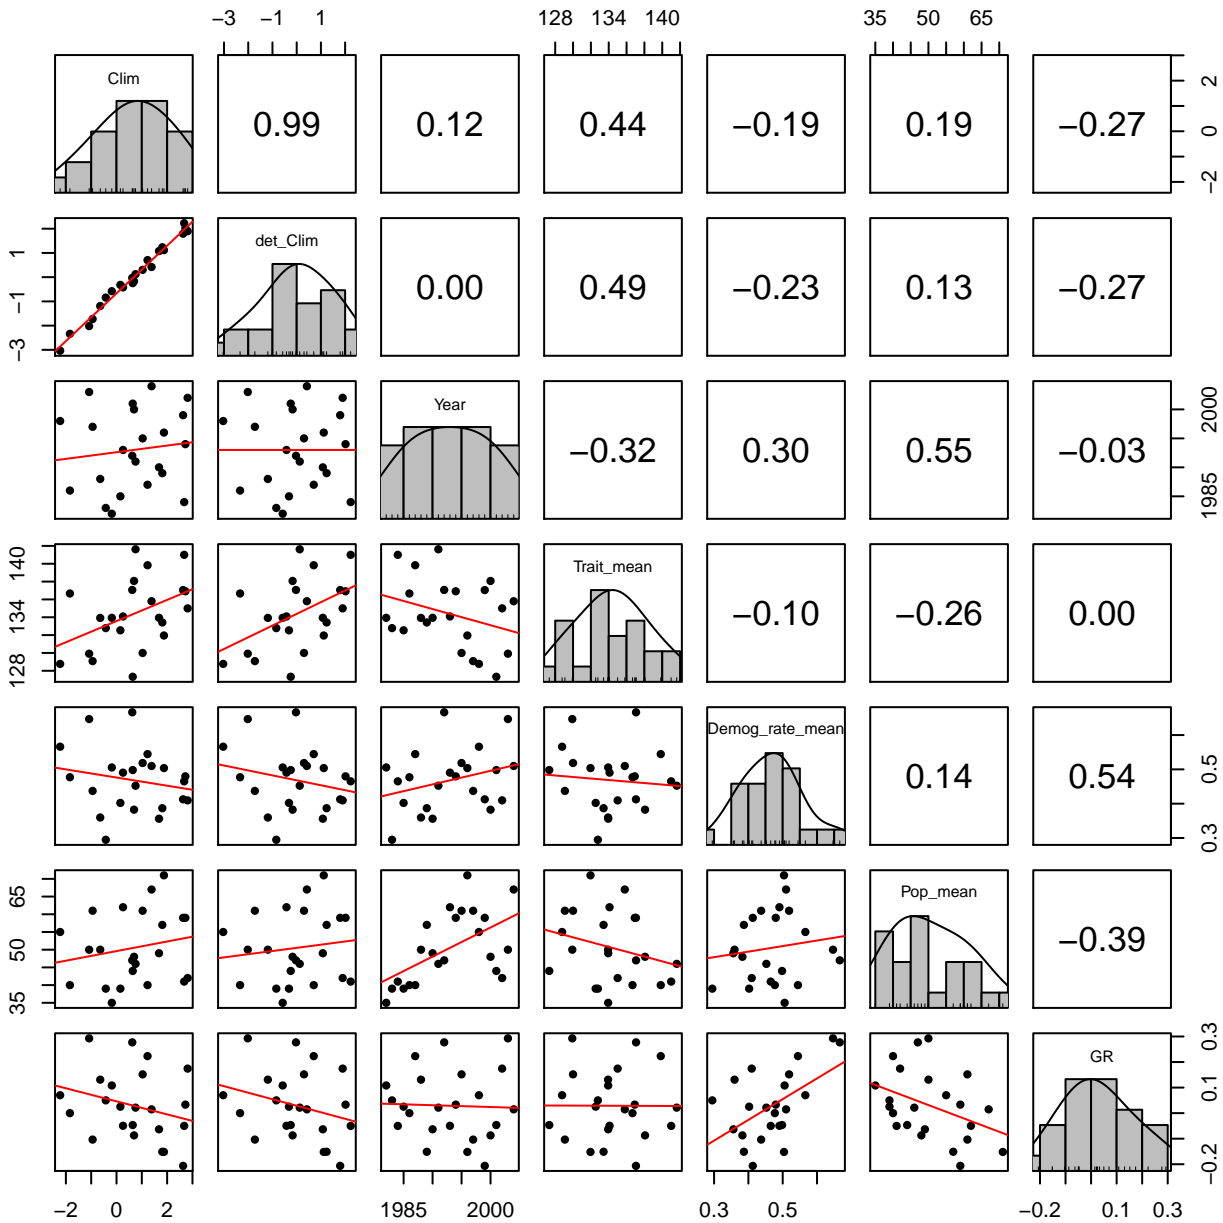 −3 −1 1 128 134 140 35 50 65
Clim 0.99 0.12 0.44 −0.19 0.19 −0.27 −2 0 2
−3 −1 1 det_Clim 0.00 0.49 −0.23 0.13 −0.27
Year −0.32 0.30 0.55 −0.03 1985 2000
128 134 140 Trait_mean −0.10 −0.26 0.00
Demog_rate_mean 0.14 0.54 0.3 0.5
35 50 65 Pop_mean −0.39
GR −0.2 0.1 0.3
−2 0 2 1985 2000 0.3 0.5 −0.2 0.1 0.3